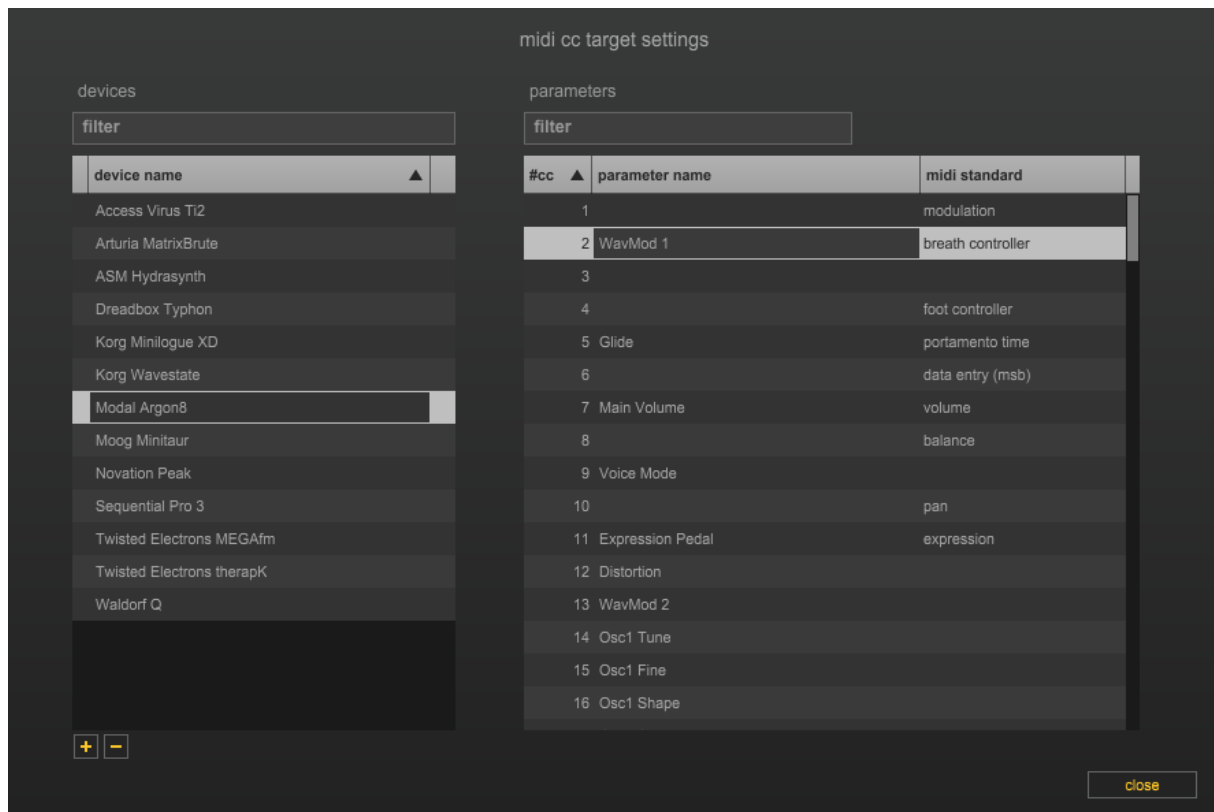 midi cc target settings
devices
filter
device name
Access Virus Ti2
Arturia MatrixBrute
ASM Hydrasynth
Dreadbox Typhon
Korg Minilogue XD
Korg Wavestate
Modal Argon8
Moog Minitaur
Novation Peak
Sequential Pro 3
Twisted Electrons MEGAfm
Twisted Electrons therapK
Waldorf Q
+ −
parameters
filter
#cc ▲ parameter name midi standard
1 modulation
2 WavMod 1 breath controller
3
4 foot controller
5 Glide portamento time
6 data entry (msb)
7 Main Volume volume
8 balance
9 Voice Mode
10 pan
11 Expression Pedal expression
12 Distortion
13 WavMod 2
14 Osc1 Tune
15 Osc1 Fine
16 Osc1 Shape
close